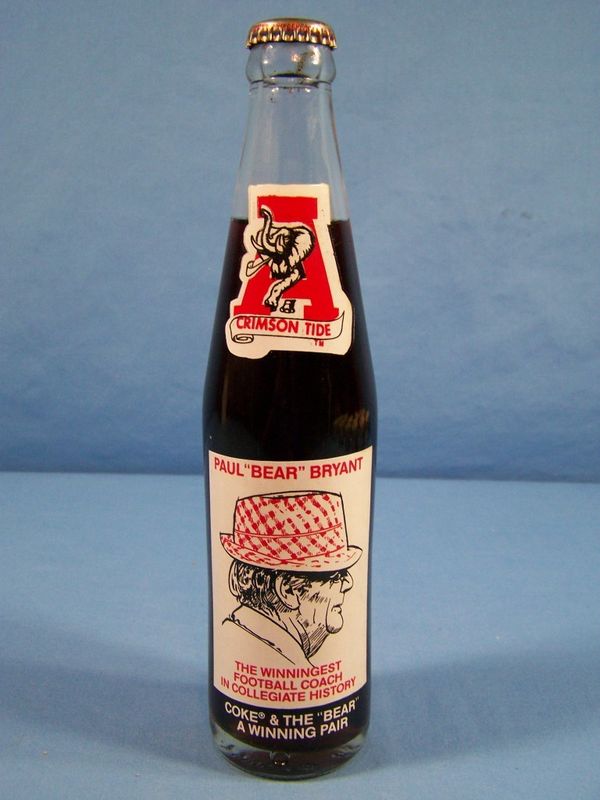 A
CRIMSON TIDE
TM
PAUL "BEAR" BRYANT
THE WINNINGEST
FOOTBALL COACH
IN COLLEGIATE HISTORY
COKE® & THE "BEAR"
A WINNING PAIR